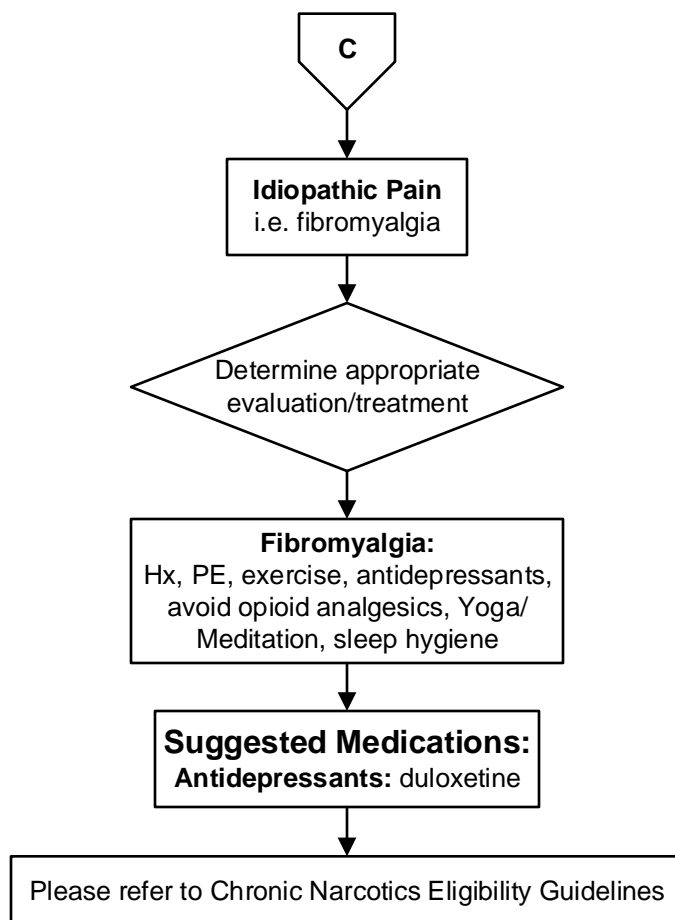 C
Idiopathic Pain
i.e. fibromyalgia
Determine appropriate
evaluation/treatment
Fibromyalgia:
Hx, PE, exercise, antidepressants,
avoid opioid analgesics, Yoga/
Meditation, sleep hygiene
Suggested Medications:
Antidepressants: duloxetine
Please refer to Chronic Narcotics Eligibility Guidelines